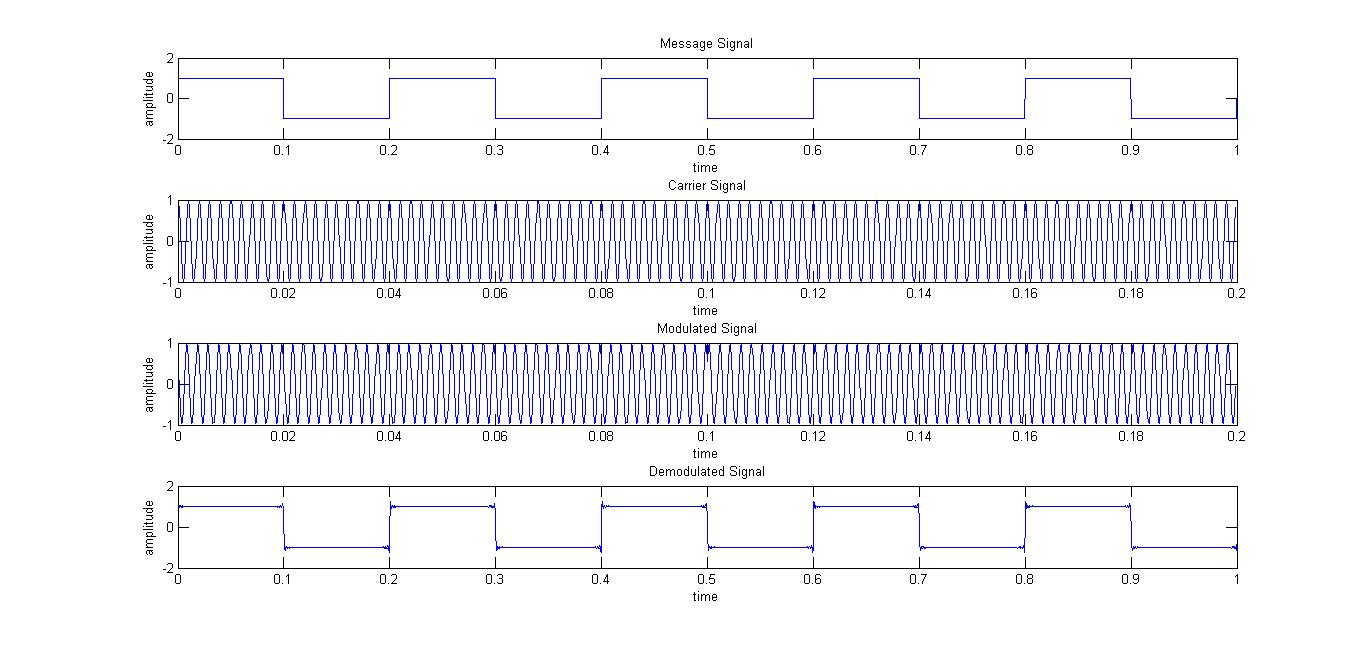 Message Signal
2
0
-2
amplitude
0 0.1 0.2 0.3 0.4 0.5 0.6 0.7 0.8 0.9 1
time
Carrier Signal
1
0
-1
amplitude
0 0.02 0.04 0.06 0.08 0.1 0.12 0.14 0.16 0.18 0.2
time
Modulated Signal
1
0
-1
amplitude
0 0.02 0.04 0.06 0.08 0.1 0.12 0.14 0.16 0.18 0.2
time
Demodulated Signal
2
0
-2
amplitude
0 0.1 0.2 0.3 0.4 0.5 0.6 0.7 0.8 0.9 1
time